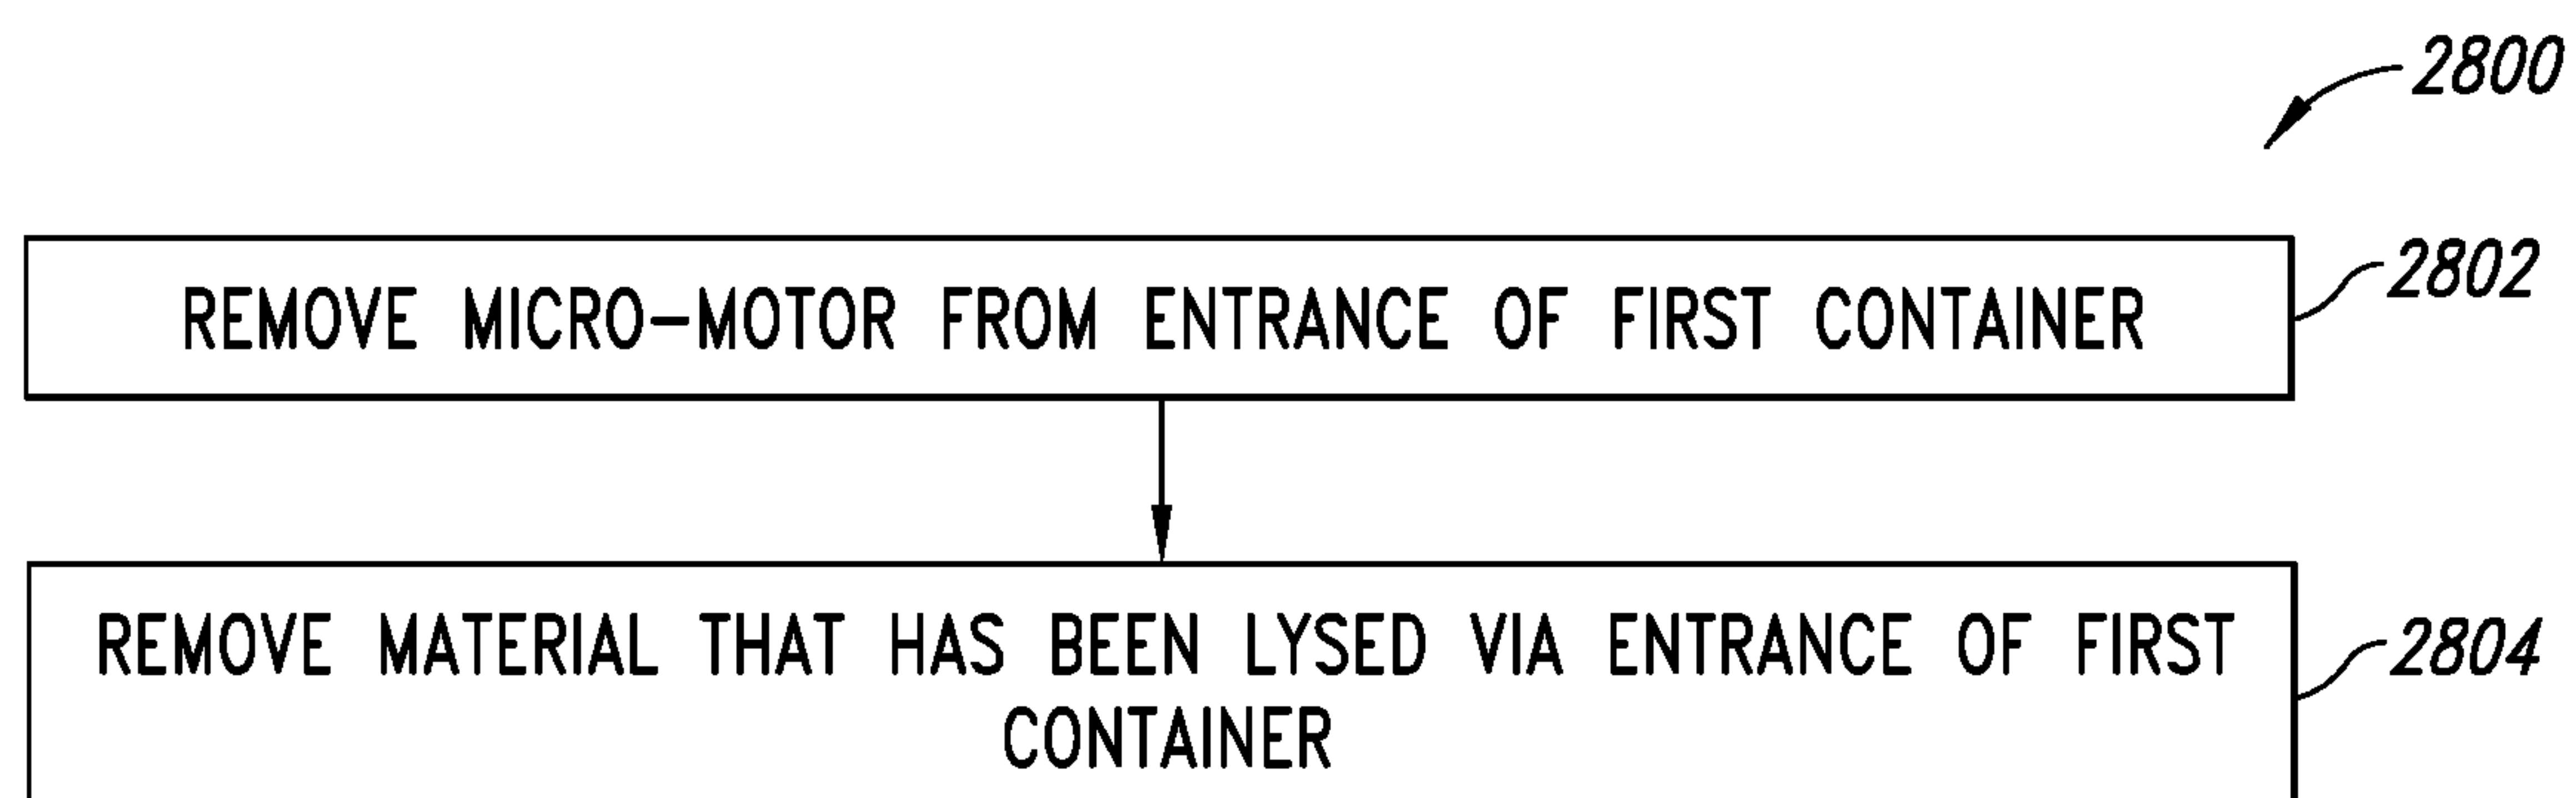 2800
REMOVE MICRO-MOTOR FROM ENTRANCE OF FIRST CONTAINER
2802
REMOVE MATERIAL THAT HAS BEEN LYSED VIA ENTRANCE OF FIRST
CONTAINER
2804